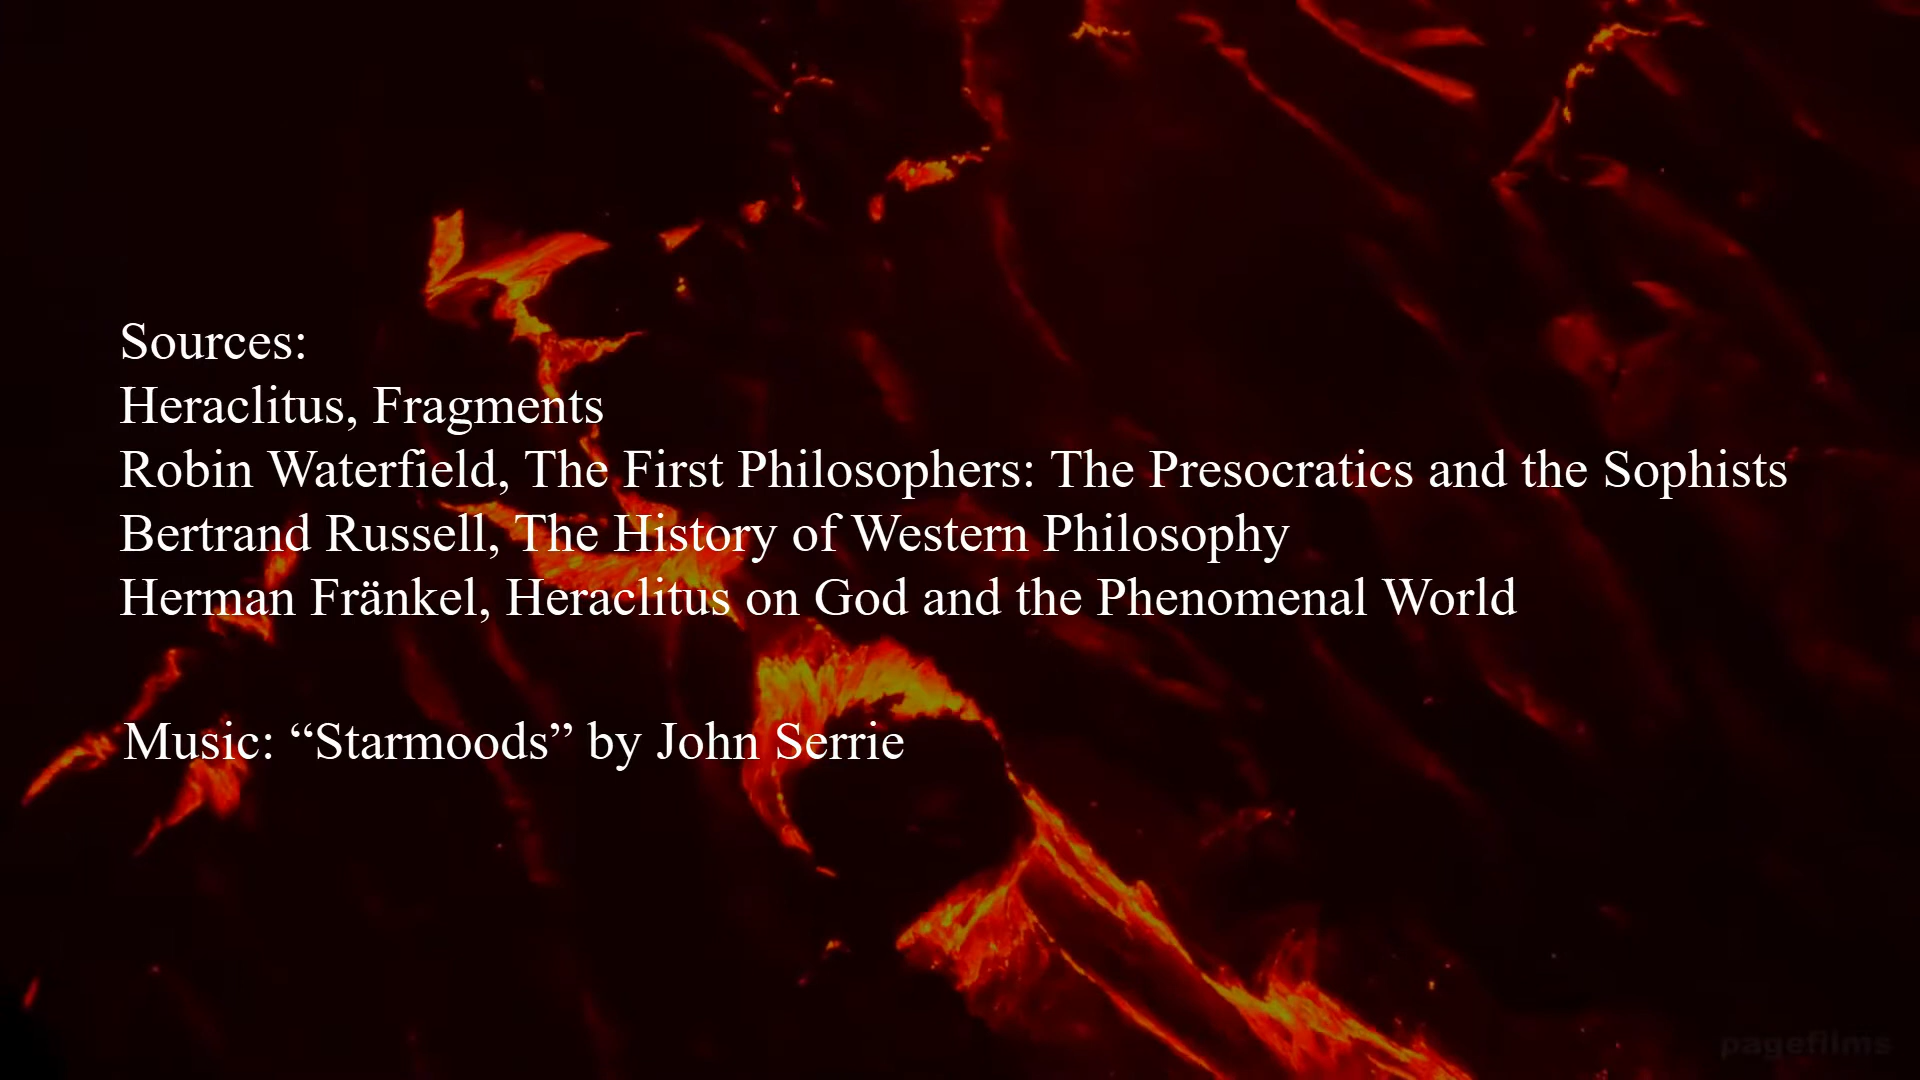 Sources:
Heraclitus, Fragments
Robin Waterfield, The First Philosophers: The Presocratics and the Sophists
Bertrand Russell, The History of Western Philosophy
Herman Fränkel, Heraclitus on God and the Phenomenal World
Music: “Starmoods” by John Serrie
pagefilms